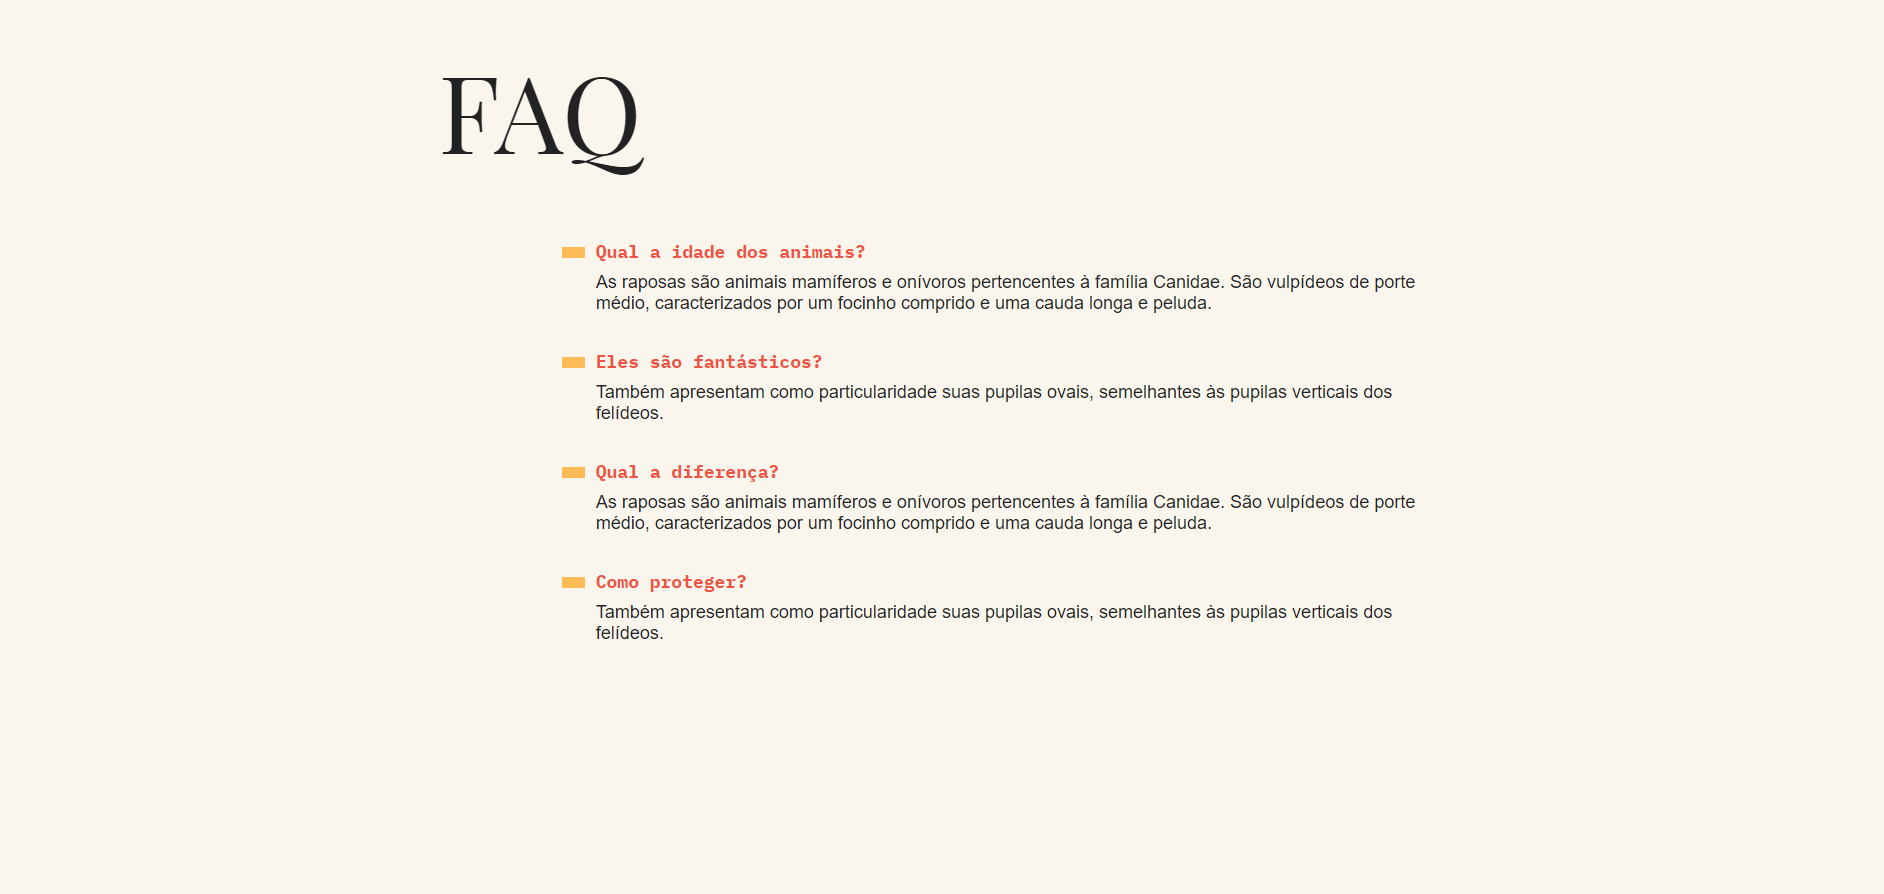 FAQ
Qual a idade dos animais?
As raposas são animais mamíferos e onívoros pertencentes à família Canidae. São vulpídeos de porte
médio, caracterizados por um focinho comprido e uma cauda longa e peluda.
Eles são fantásticos?
Também apresentam como particularidade suas pupilas ovais, semelhantes às pupilas verticais dos
felídeos.
Qual a diferença?
As raposas são animais mamíferos e onívoros pertencentes à família Canidae. São vulpídeos de porte
médio, caracterizados por um focinho comprido e uma cauda longa e peluda.
Como proteger?
Também apresentam como particularidade suas pupilas ovais, semelhantes às pupilas verticais dos
felídeos.